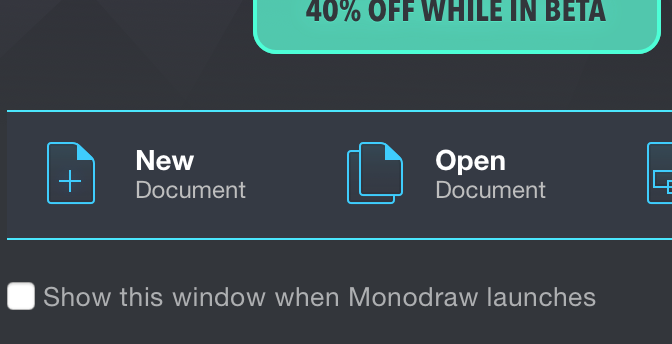 40% OFF WHILE IN BETA
New
Document
Open
Document
Show this window when Monodraw launches